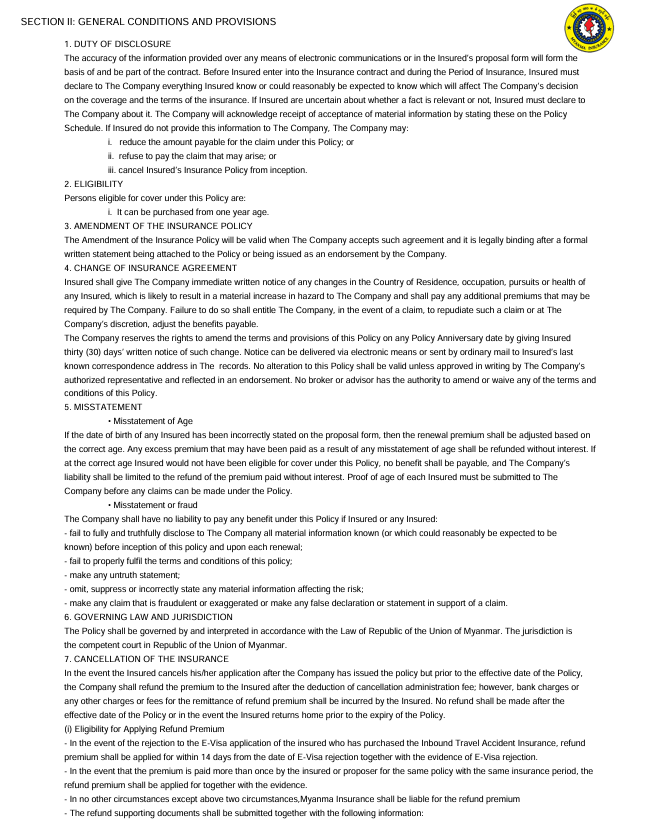 SECTION II: GENERAL CONDITIONS AND PROVISIONS
MYANMA INSURANCE
1. DUTY OF DISCLOSURE
The accuracy of the information provided over any means of electronic communications or in the Insured's proposal form will form the
basis of and be part of the contract. Before Insured enter into the Insurance contract and during the Period of Insurance, Insured must
declare to The Company everything Insured know or could reasonably be expected to know which will affect The Company's decision
on the coverage and the terms of the insurance. If Insured are uncertain about whether a fact is relevant or not, Insured must declare to
The Company about it. The Company will acknowledge receipt of acceptance of material information by stating these on the Policy
Schedule. If Insured do not provide this information to The Company, The Company may:
i. reduce the amount payable for the claim under this Policy; or
ii. refuse to pay the claim that may arise; or
iii. cancel Insured's Insurance Policy from inception.
2. ELIGIBILITY
Persons eligible for cover under this Policy are:
i. It can be purchased from one year age.
3. AMENDMENT OF THE INSURANCE POLICY
The Amendment of the Insurance Policy will be valid when The Company accepts such agreement and it is legally binding after a formal
written statement being attached to the Policy or being issued as an endorsement by the Company.
4. CHANGE OF INSURANCE AGREEMENT
Insured shall give The Company immediate written notice of any changes in the Country of Residence, occupation, pursuits or health of
any Insured, which is likely to result in a material increase in hazard to The Company and shall pay any additional premiums that may be
required by The Company. Failure to do so shall entitle The Company, in the event of a claim, to repudiate such a claim or at The
Company's discretion, adjust the benefits payable.
The Company reserves the rights to amend the terms and provisions of this Policy on any Policy Anniversary date by giving Insured
thirty (30) days' written notice of such change. Notice can be delivered via electronic means or sent by ordinary mail to Insured's last
known correspondence address in The records. No alteration to this Policy shall be valid unless approved in writing by The Company's
authorized representative and reflected in an endorsement. No broker or advisor has the authority to amend or waive any of the terms and
conditions of this Policy.
5. MISSTATEMENT
• Misstatement of Age
If the date of birth of any Insured has been incorrectly stated on the proposal form, then the renewal premium shall be adjusted based on
the correct age. Any excess premium that may have been paid as a result of any misstatement of age shall be refunded without interest. If
at the correct age Insured would not have been eligible for cover under this Policy, no benefit shall be payable, and The Company's
liability shall be limited to the refund of the premium paid without interest. Proof of age of each Insured must be submitted to The
Company before any claims can be made under the Policy.
• Misstatement or fraud
The Company shall have no liability to pay any benefit under this Policy if Insured or any Insured:
- fail to fully and truthfully disclose to The Company all material information known (or which could reasonably be expected to be
known) before inception of this policy and upon each renewal;
- fail to properly fulfil the terms and conditions of this policy;
- make any untruth statement;
- omit, suppress or incorrectly state any material information affecting the risk;
- make any claim that is fraudulent or exaggerated or make any false declaration or statement in support of a claim.
6. GOVERNING LAW AND JURISDICTION
The Policy shall be governed by and interpreted in accordance with the Law of Republic of the Union of Myanmar. The jurisdiction is
the competent court in Republic of the Union of Myanmar.
7. CANCELLATION OF THE INSURANCE
In the event the Insured cancels his/her application after the Company has issued the policy but prior to the effective date of the Policy,
the Company shall refund the premium to the Insured after the deduction of cancellation administration fee; however, bank charges or
any other charges or fees for the remittance of refund premium shall be incurred by the Insured. No refund shall be made after the
effective date of the Policy or in the event the Insured returns home prior to the expiry of the Policy.
(i) Eligibility for Applying Refund Premium
- In the event of the rejection to the E-Visa application of the insured who has purchased the Inbound Travel Accident Insurance, refund
premium shall be applied for within 14 days from the date of E-Visa rejection together with the evidence of E-Visa rejection.
- In the event that the premium is paid more than once by the insured or proposer for the same policy with the same insurance period, the
refund premium shall be applied for together with the evidence.
- In no other circumstances except above two circumstances,Myanma Insurance shall be liable for the refund premium
- The refund supporting documents shall be submitted together with the following information: